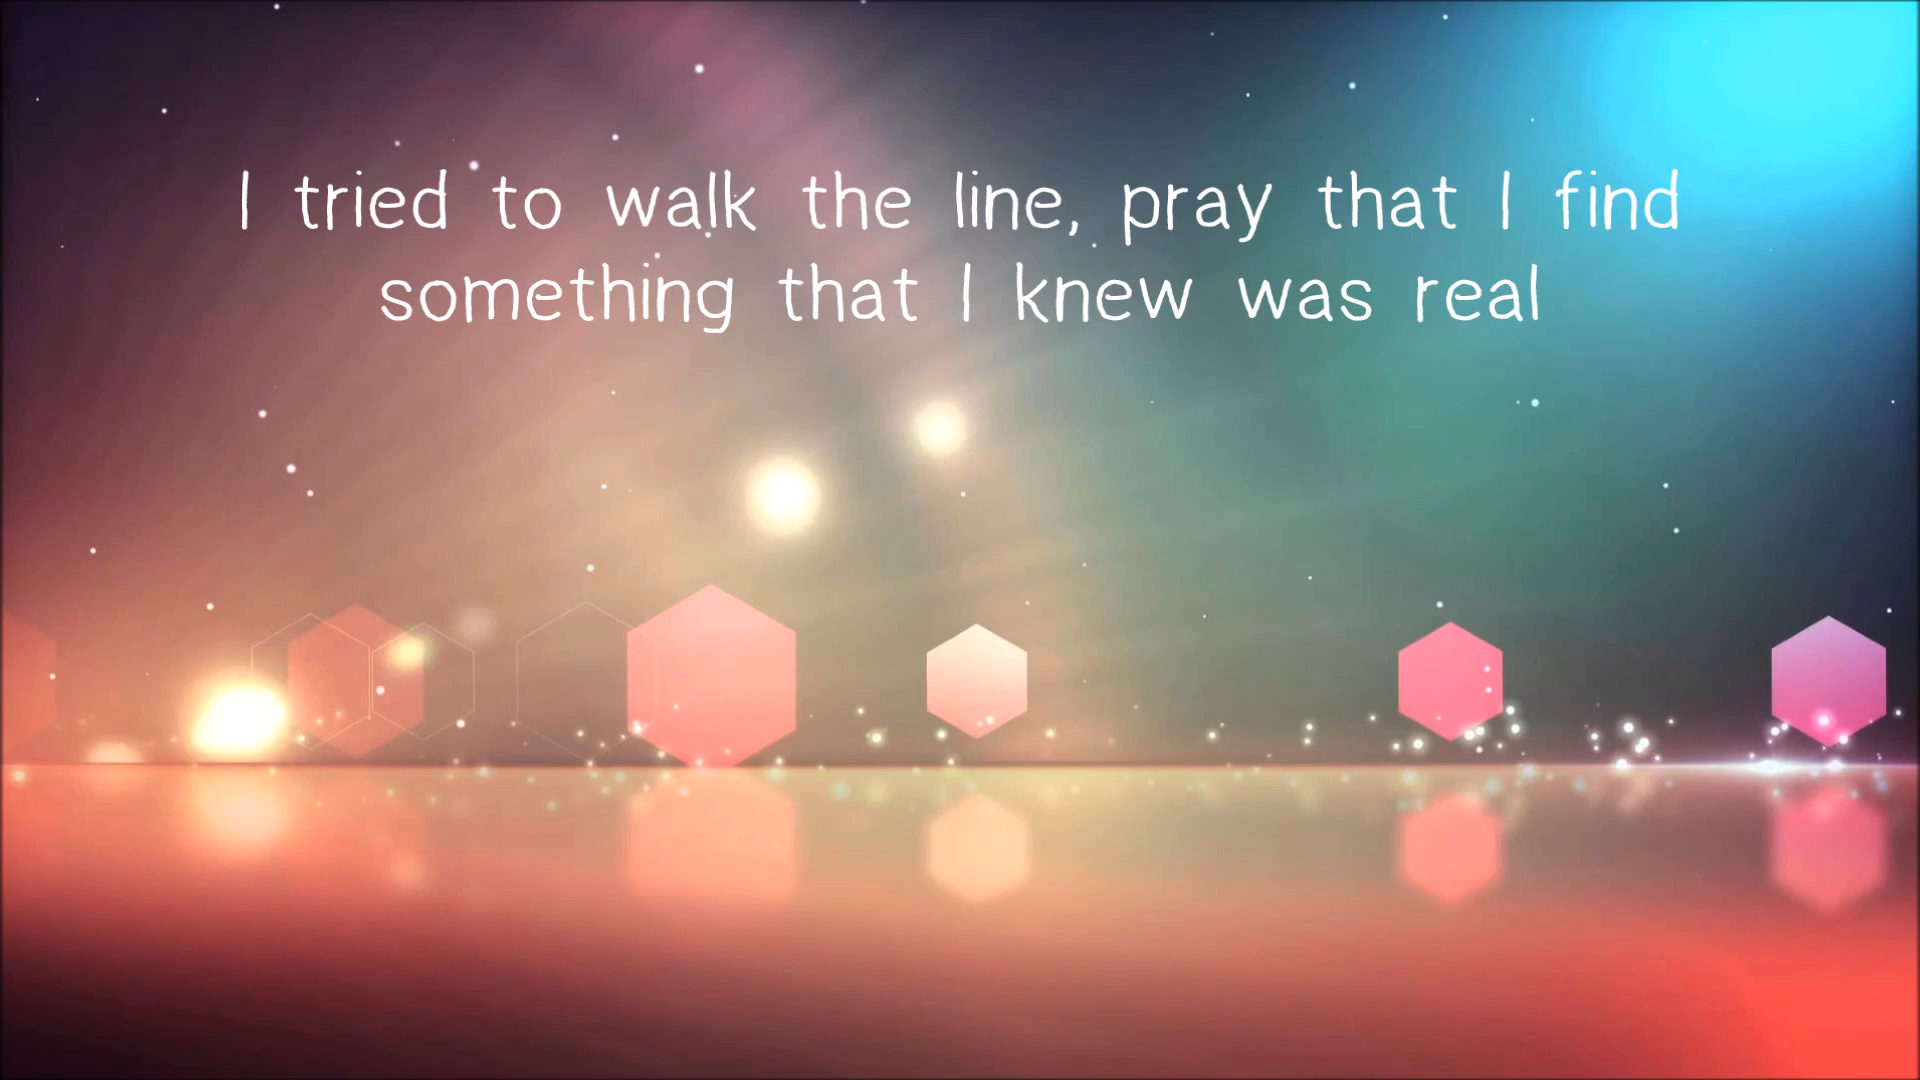 I tried to walk the line, pray that I find
something that I knew was real